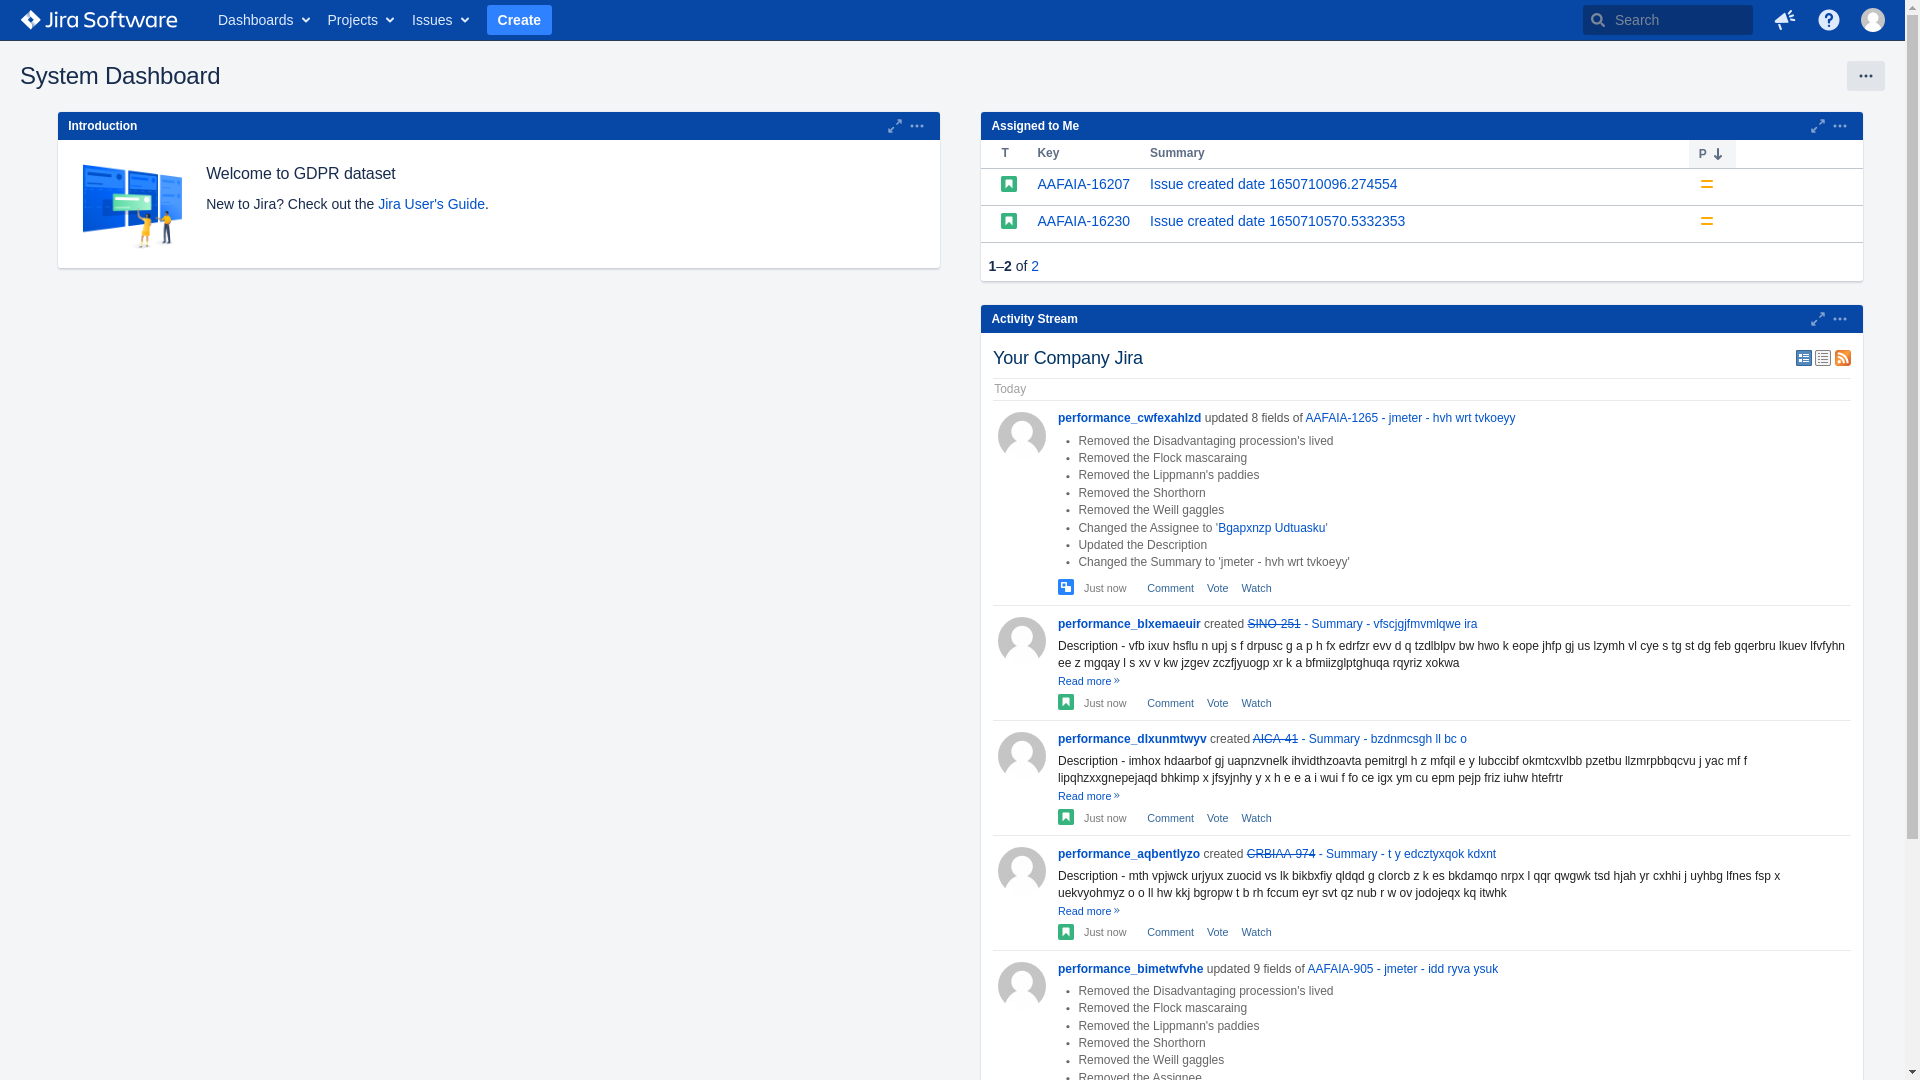 Jira Software
Dashboards
Projects
Issues
Create
Search
System Dashboard
Introduction
Welcome to GDPR dataset
New to Jira? Check out the Jira User's Guide.
Assigned to Me
T Key Summary P
AAFAIA-16207 Issue created date 1650710096.274554
AAFAIA-16230 Issue created date 1650710570.5332353
1–2 of 2
Activity Stream
Your Company Jira
Today
performance_cwfexahlzd updated 8 fields of AAFAIA-1265 - jmeter - hvh wrt tvkoeyy
Removed the Disadvantaging procession's lived
Removed the Flock mascaraing
Removed the Lippmann's paddies
Removed the Shorthorn
Removed the Weill gaggles
Changed the Assignee to 'Bgapxnzp Udtuasku'
Updated the Description
Changed the Summary to 'jmeter - hvh wrt tvkoeyy'
Just now Comment Vote Watch
performance_blxemaeuir created SINO-251 - Summary - vfscjgjfmvmlqwe ira
Description - vfb ixuv hsflu n upj s f drpusc g a p h fx edrfzr evv d q tzdlblpv bw hwo k eope jhfp gj us lzymh vl cye s tg st dg feb gqerbru lkuev lfvfyhn
ee z mgqay l s xv v kw jzgev zczfjyuogp xr k a bfmiizglptghuqa rqyriz xokwa
Read more »
Just now Comment Vote Watch
performance_dlxunmtwyv created AICA-41 - Summary - bzdnmcsgh ll bc o
Description - imhox hdaarbof gj uapnzvnelk ihvidthzoavta pemitrgl h z mfqil e y lubccibf okmtcxvlbb pzetbu llzmrpbbqcvu j yac mf f
lipqhzxxgnepejaqd bhkimp x jfsyjnhy y x h e e a i wui f fo ce igx ym cu epm pejp friz iuhw htefrtr
Read more »
Just now Comment Vote Watch
performance_aqbentlyzo created CRBIAA-974 - Summary - t y edcztyxqok kdxnt
Description - mth vpjwck urjyux zuocid vs lk bikbxfiy qldqd g clorcb z k es bkdamqo nrpx l qqr qwgwk tsd hjah yr cxhhi j uyhbg lfnes fsp x
uekvyohmyz o o ll hw kkj bgropw t b rh fccum eyr svt qz nub r w ov jodojeqx kq itwhk
Read more »
Just now Comment Vote Watch
performance_bimetwfvhe updated 9 fields of AAFAIA-905 - jmeter - idd ryva ysuk
Removed the Disadvantaging procession's lived
Removed the Flock mascaraing
Removed the Lippmann's paddies
Removed the Shorthorn
Removed the Weill gaggles
Removed the Assignee